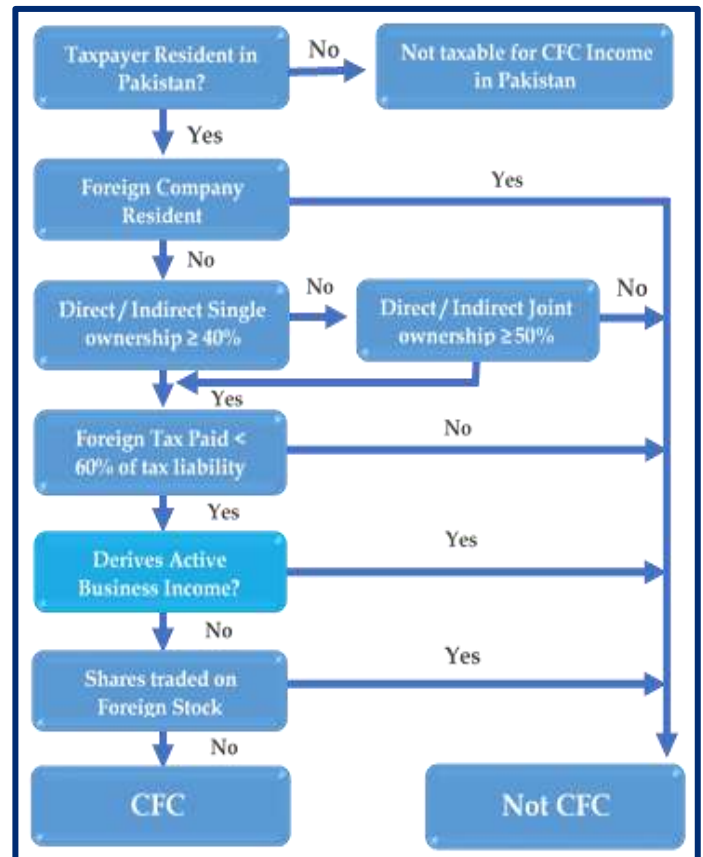 Taxpayer Resident in
Pakistan?
No
Not taxable for CFC Income
in Pakistan
Yes
Foreign Company
Resident
Yes
No
Direct / Indirect Single
ownership ≥ 40%
No
Direct/Indirect Joint
ownership ≥ 50%
No
Yes
Foreign Tax Paid <
60% of tax liability
No
Yes
Derives Active
Business Income?
Yes
No
Shares traded on
Foreign Stock
Yes
No
CFC
Not CFC